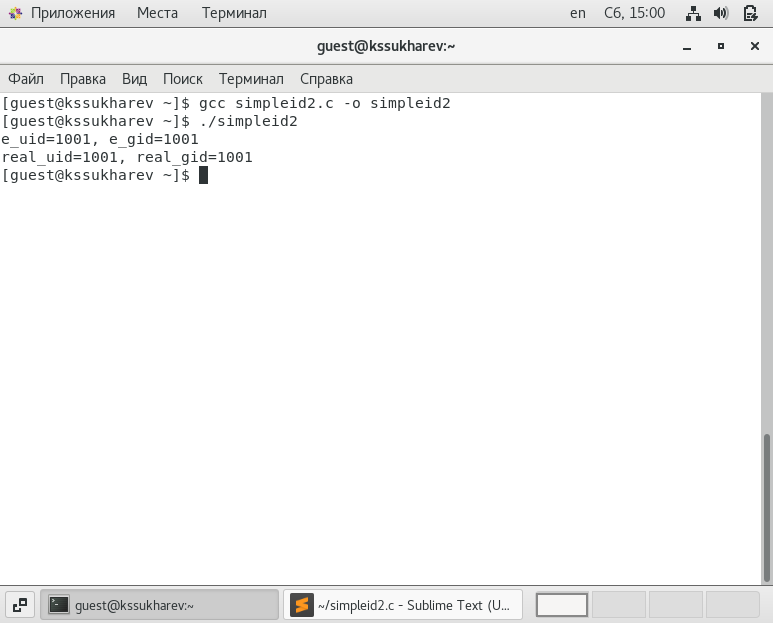 Приложения Места Терминал en Сб, 15:00
guest@kssukharev:~
Файл Правка Вид Поиск Терминал Справка
[guest@kssukharev ~]$ gcc simpleid2.c -o simpleid2
[guest@kssukharev ~]$ ./simpleid2
e_uid=1001, e_gid=1001
real_uid=1001, real_gid=1001
[guest@kssukharev ~]$
guest@kssukharev:~ ~/simpleid2.c - Sublime Text (U...